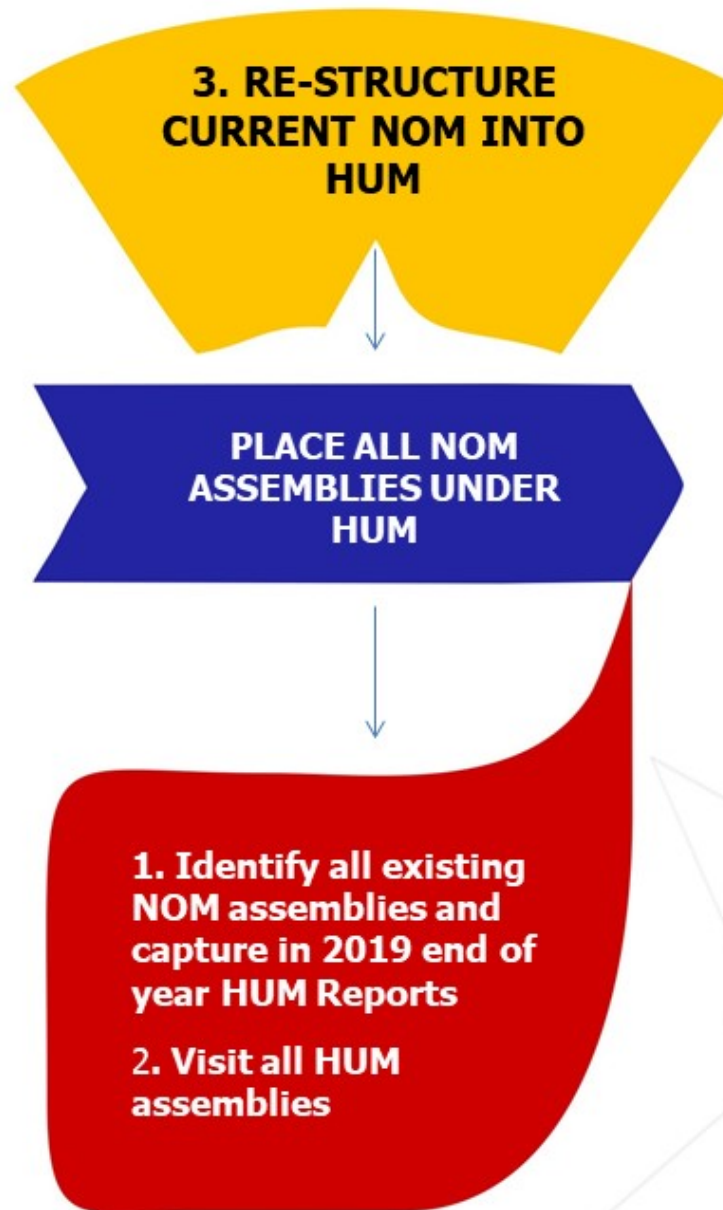 3. RE-STRUCTURE
CURRENT NOM INTO
HUM
PLACE ALL NOM
ASSEMBLIES UNDER
HUM
1. Identify all existing
NOM assemblies and
capture in 2019 end of
year HUM Reports
2. Visit all HUM
assemblies